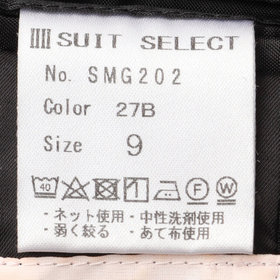 SUIT SELECT
No. SMG202
Color 27B
Size 9
40 1 F W
・ネット使用 ・中性洗剤使用
・弱く絞る ・あて布使用